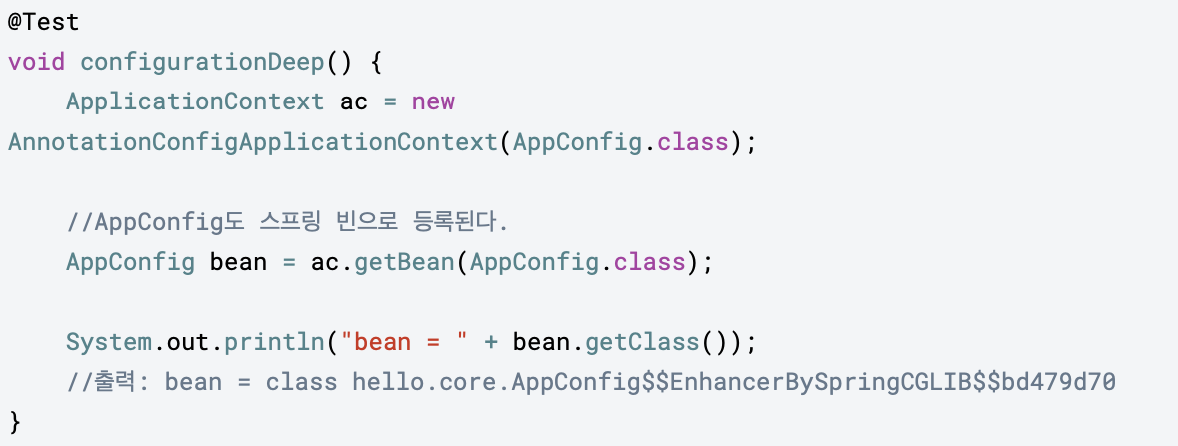 @Test
void configurationDeep() {
    ApplicationContext ac = new
AnnotationConfigApplicationContext(AppConfig.class);

    //AppConfig도 스프링 빈으로 등록된다.
    AppConfig bean = ac.getBean(AppConfig.class);

    System.out.println("bean = " + bean.getClass());
    //출력: bean = class hello.core.AppConfig$$EnhancerBySpringCGLIB$$bd479d70
}